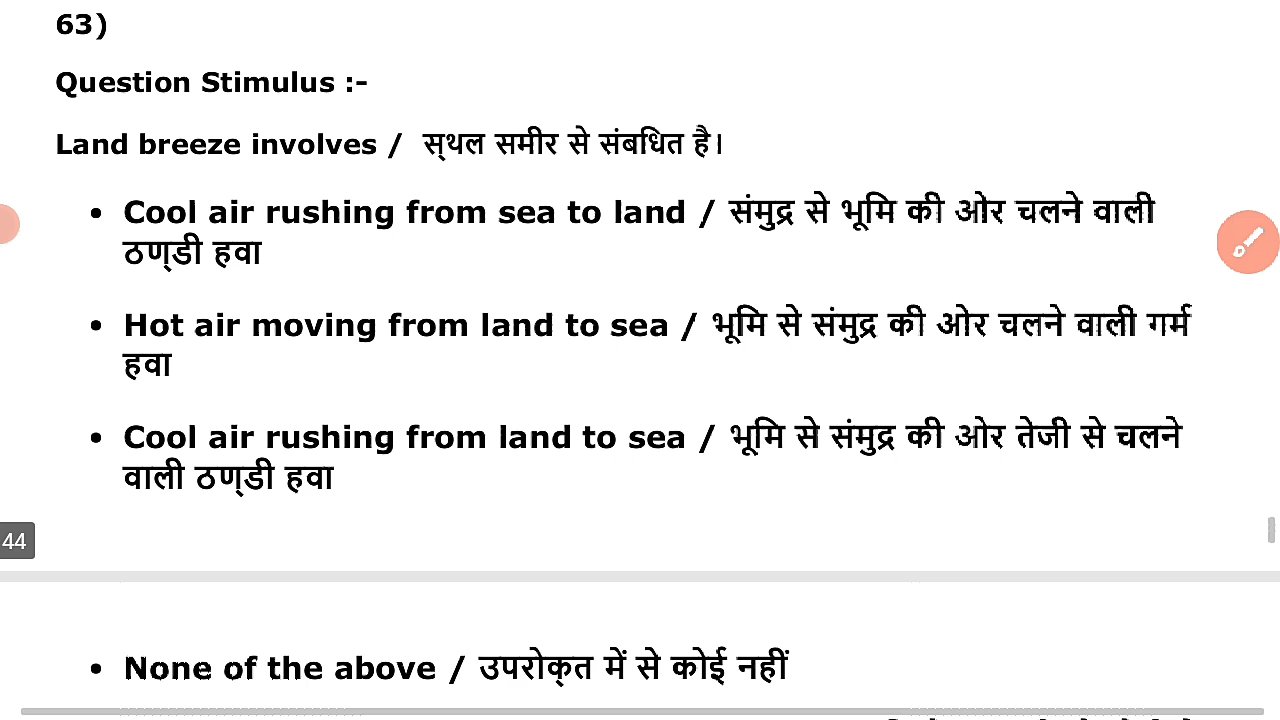 63)
Question Stimulus :-
Land breeze involves / स्थल समीर से संबधित है।
• Cool air rushing from sea to land / संमुद्र से भूमि की ओर चलने वाली
ठण्डी हवा
• Hot air moving from land to sea / भूमि से संमुद्र की ओर चलने वाली गर्म
हवा
• Cool air rushing from land to sea / भूमि से संमुद्र की ओर तेजी से चलने
वाली ठण्डी हवा
44
• None of the above / उपरोक्त में से कोई नहीं